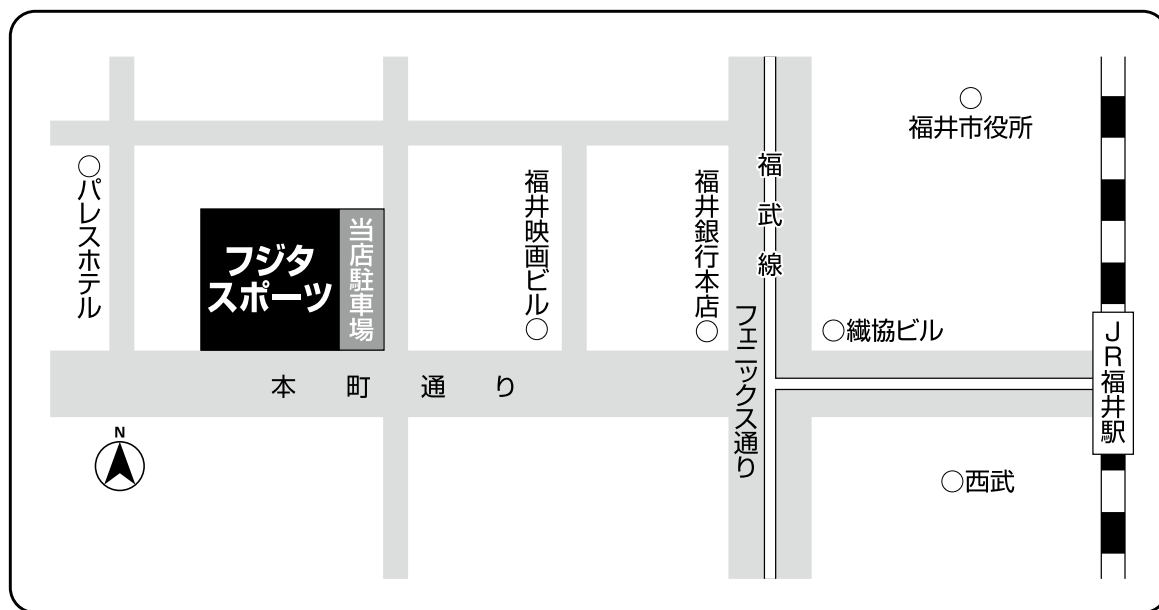 福井市役所
パレスホテル
フジタ
スポーツ
当店駐車場
福井映画ビル
福井銀行本店
福武線
フェニックス通り
繊協ビル
JR福井駅
本町通り
N
西武